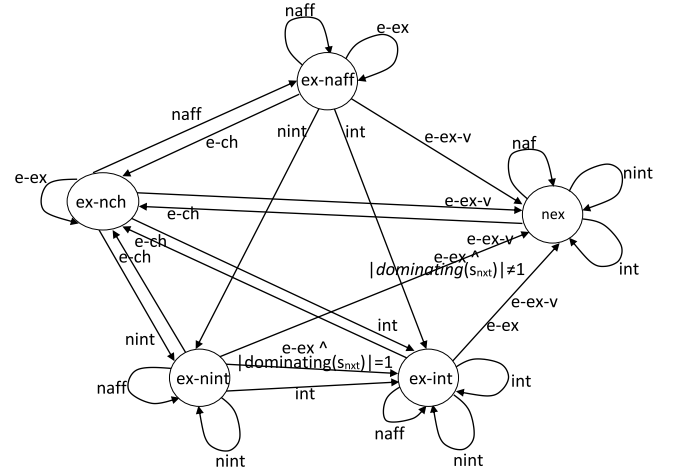 naff
e-ex
ex-naff
naff
nint
int
e-ch
e-ex-v
naf
nint
e-ex
ex-nch
e-ex-v
e-ch
nex
e-ch
e-ch
e-ex-v
e-ex ^
|dominating(sₙₓₜ)|≠1
int
e-ex-v
int
e-ex
nint
e-ex ^
|dominating(sₙₓₜ)|=1
ex-nint
ex-int
int
naff
int
naff
nint
nint